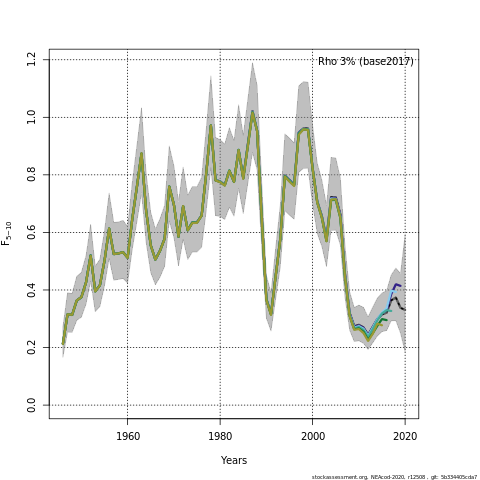 Rho 3% (base2017)
1.2
1.0
0.8
0.6
0.4
0.2
0.0
F5−10
1960
1980
2000
2020
Years
stockassessment.org, NEAcod-2020, r12508 , git: 5b334405cda7